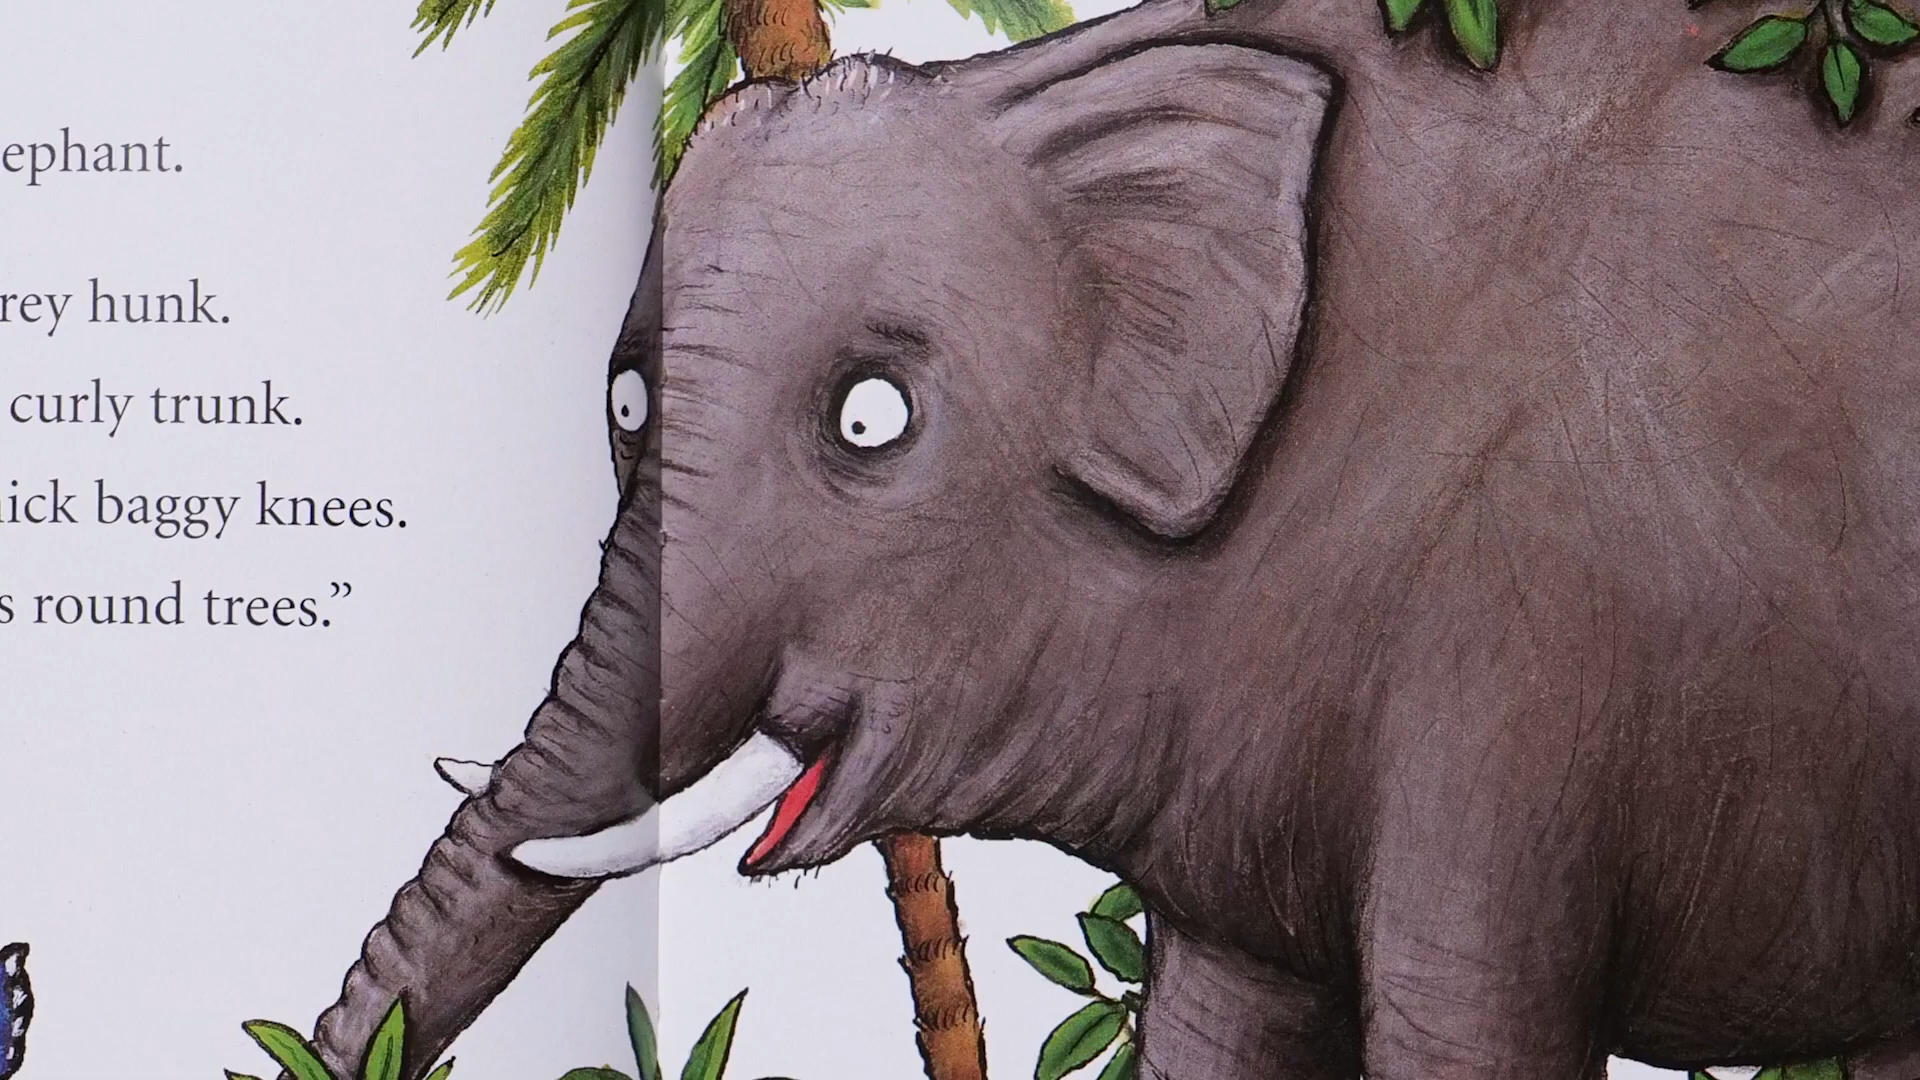 ephant.
rey hunk.
curly trunk.
ick baggy knees.
s round trees.”